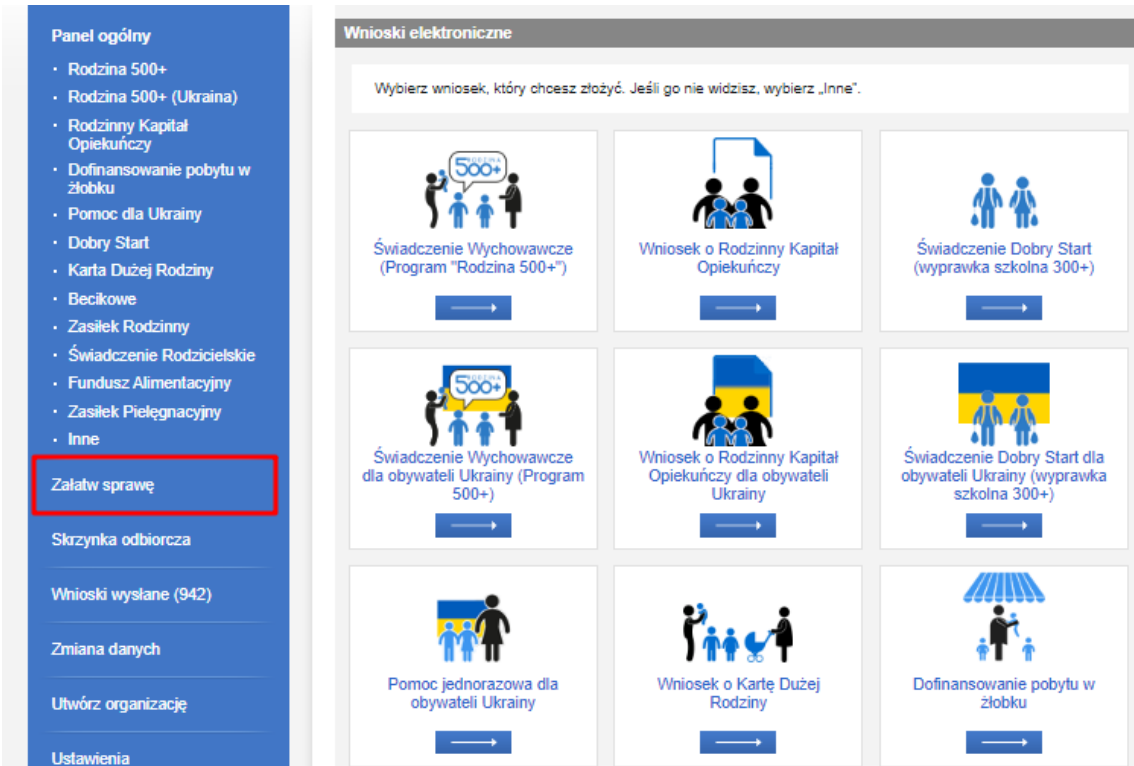 Panel ogólny
Rodzina 500+
Rodzina 500+ (Ukraina)
Rodzinny Kapitał
Opiekuńczy
Dofinansowanie pobytu w
żłobku
Pomoc dla Ukrainy
Dobry Start
Karta Dużej Rodziny
Becikowe
Zasiłek Rodzinny
Świadczenie Rodzicielskie
Fundusz Alimentacyjny
Zasiłek Pielęgnacyjny
Inne
Załatw sprawę
Skrzynka odbiorcza
Wnioski wysłane (942)
Zmiana danych
Utwórz organizację
Ustawienia
Wnioski elektroniczne
Wybierz wniosek, który chcesz złożyć. Jeśli go nie widzisz, wybierz „Inne”.
RODZINA
500+
Świadczenie Wychowawcze
(Program "Rodzina 500+")
Wniosek o Rodzinny Kapitał
Opiekuńczy
Świadczenie Dobry Start
(wyprawka szkolna 300+)
RODZINA
500+
Świadczenie Wychowawcze
dla obywateli Ukrainy (Program
500+)
Wniosek o Rodzinny Kapitał
Opiekuńczy dla obywateli
Ukrainy
Świadczenie Dobry Start dla
obywateli Ukrainy (wyprawka
szkolna 300+)
Pomoc jednorazowa dla
obywateli Ukrainy
Wniosek o Kartę Dużej
Rodziny
Dofinansowanie pobytu w
żłobku